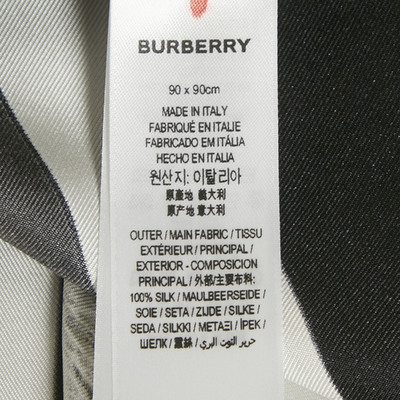 BURBERRY
90 x 90cm
MADE IN ITALY
FABRIQUÉ EN ITALIE
FABRICADO EM ITÁLIA
HECHO EN ITALIA
원산지: 이탈리아
原產地 義大利
原产地 意大利
OUTER / MAIN FABRIC / TISSU
EXTÉRIEUR / PRINCIPAL /
EXTERIOR - COMPOSICION
PRINCIPAL / 外部/主要布料:
100% SILK / MAULBEERSEIDE /
SOIE / SETA / ZIJDE / SILKE /
SEDA / SILKKI / ΜΕΤΑΞΙ / İPEK /
ШЕЛК / 蠶絲 / حرير التوت البري /